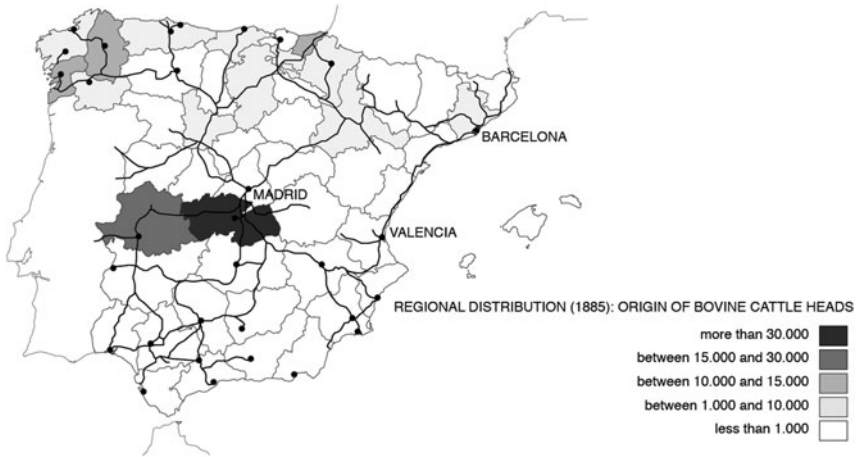 BARCELONA
MADRID
VALENCIA
REGIONAL DISTRIBUTION (1885): ORIGIN OF BOVINE CATTLE HEADS
more than 30.000
between 15.000 and 30.000
between 10.000 and 15.000
between 1.000 and 10.000
less than 1.000